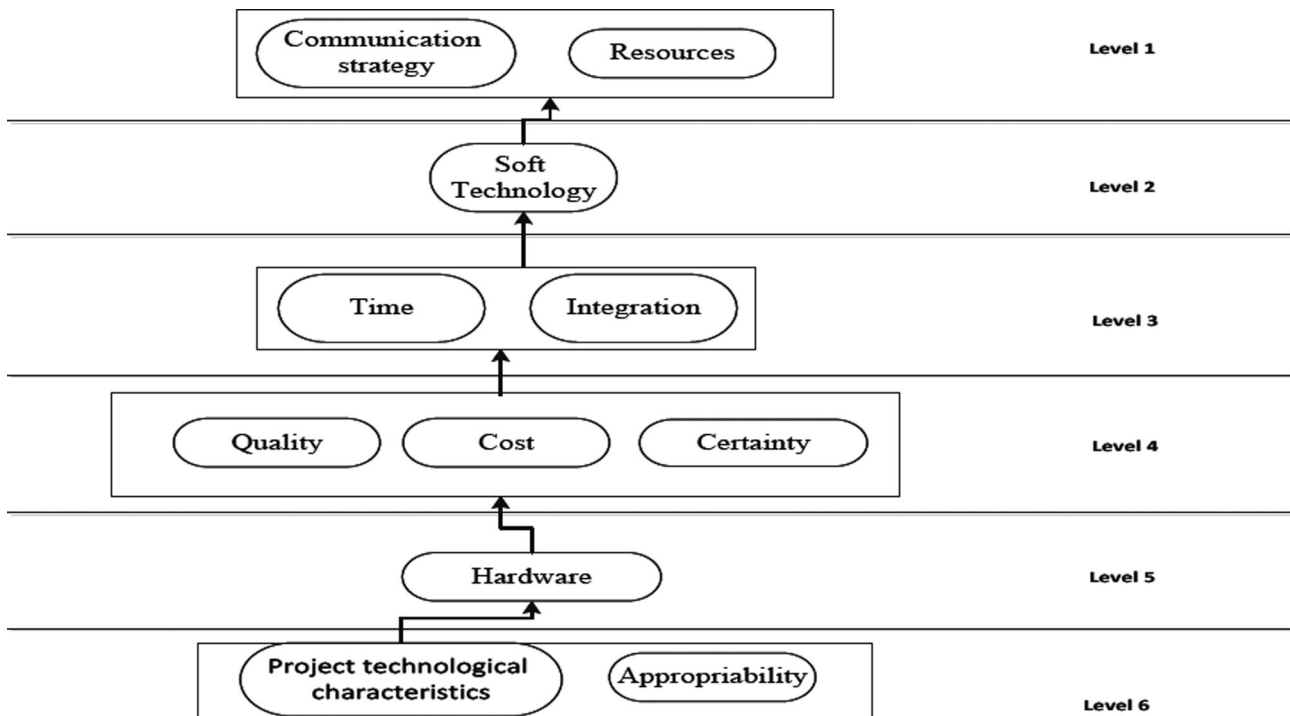 Communication
strategy
Resources
Level 1
Soft
Technology
Level 2
Time
Integration
Level 3
Quality
Cost
Certainty
Level 4
Hardware
Level 5
Project technological
characteristics
Appropriability
Level 6